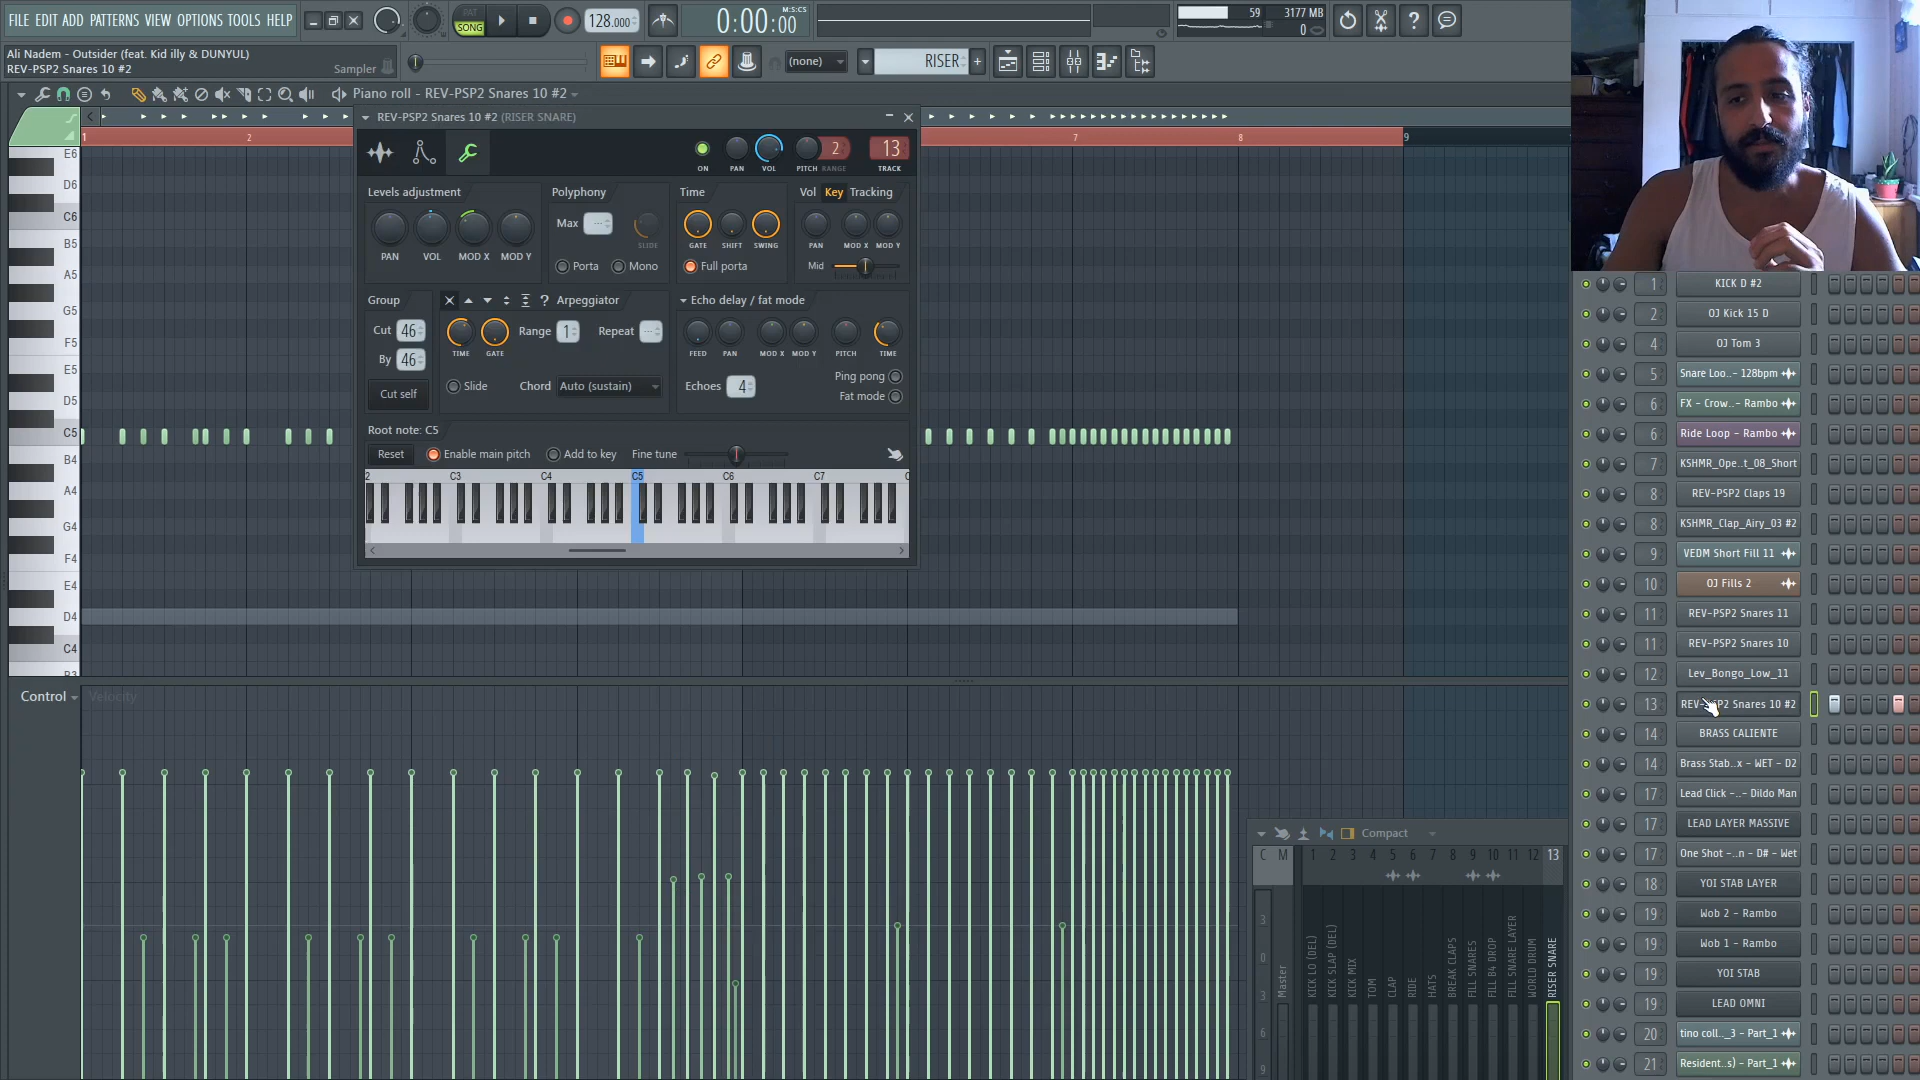 FILE EDIT ADD PATTERNS VIEW OPTIONS TOOLS HELP
PAT
SONG
128.000
0:00:00
M:S:CS
59
3177 MB
0
Ali Nadem - Outsider (feat. Kid illy & DUNYUL)
REV-PSP2 Snares 10 #2
Sampler
(none)
RISER
Piano roll - REV-PSP2 Snares 10 #2
REV-PSP2 Snares 10 #2 (RISER SNARE)
ON
PAN
VOL
PITCH
RANGE
2
13
TRACK
Levels adjustment
PAN
VOL
MOD X
MOD Y
Polyphony
Max
SLIDE
Porta
Mono
Time
GATE
SHIFT
SWING
Full porta
Vol Key Tracking
PAN
MOD X
MOD Y
Mid
Group
Cut 46
By 46
Cut self
Arpeggiator
TIME
GATE
Range 1
Repeat
Slide
Chord Auto (sustain)
Echo delay / fat mode
FEED
PAN
MOD X
MOD Y
PITCH
TIME
Echoes 4
Ping pong
Fat mode
Root note: C5
Reset
Enable main pitch
Add to key
Fine tune
2 C3 C4 C5 C6 C7 C
1 2 7 8 9
E6
D6
C6
B5
A5
G5
F5
E5
D5
C5
B4
A4
G4
F4
E4
D4
C4
B3
Control
Velocity
Compact
C M 1 2 3 4 5 6 7 8 9 10 11 12 13
3
0
3
6
9
Master
KICK LO (DEL)
KICK SLAP (DEL)
KICK MIX
TOM
CLAP
RIDE
HATS
BREAK CLAPS
FILL SNARES
FILL B4 DROP
FILL SNARE LAYER
WORLD DRUM
RISER SNARE
1 KICK D #2
2 OJ Kick 15 D
4 OJ Tom 3
5 Snare Loo..- 128bpm
6 FX - Crow..- Rambo
6 Ride Loop - Rambo
7 KSHMR_Ope..t_08_Short
8 REV-PSP2 Claps 19
8 KSHMR_Clap_Airy_03 #2
9 VEDM Short Fill 11
10 OJ Fills 2
11 REV-PSP2 Snares 11
11 REV-PSP2 Snares 10
12 Lev_Bongo_Low_11
13 REV-PSP2 Snares 10 #2
14 BRASS CALIENTE
14 Brass Stab..x - WET - D2
17 Lead Click -..- Dildo Man
17 LEAD LAYER MASSIVE
17 One Shot -..n - D# - Wet
18 YOI STAB LAYER
19 Wob 2 - Rambo
19 Wob 1 - Rambo
19 YOI STAB
19 LEAD OMNI
20 tino coll.._3 - Part_1
21 Resident..s) - Part_1